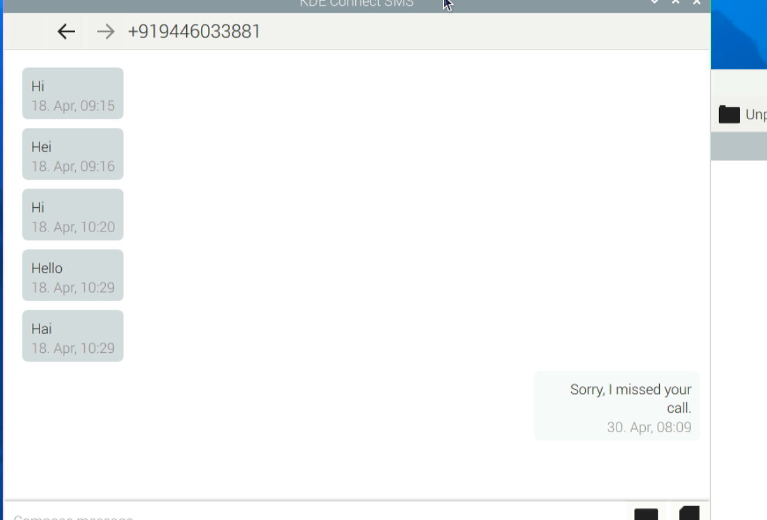 KDE Connect SMS
+919446033881
Hi
18. Apr, 09:15
Hei
18. Apr, 09:16
Hi
18. Apr, 10:20
Hello
18. Apr, 10:29
Hai
18. Apr, 10:29
Sorry, I missed your
call.
30. Apr, 08:09
Compose message